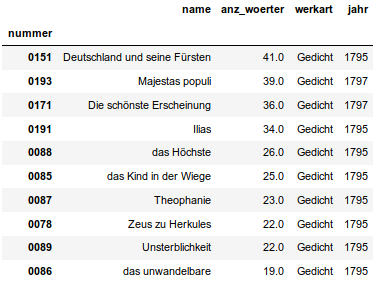 name anz_woerter werkart jahr
nummer
0151 Deutschland und seine Fürsten 41.0 Gedicht 1795
0193 Majestas populi 39.0 Gedicht 1797
0171 Die schönste Erscheinung 36.0 Gedicht 1797
0191 Ilias 34.0 Gedicht 1795
0088 das Höchste 26.0 Gedicht 1795
0085 das Kind in der Wiege 25.0 Gedicht 1795
0087 Theophanie 23.0 Gedicht 1795
0078 Zeus zu Herkules 22.0 Gedicht 1795
0089 Unsterblichkeit 22.0 Gedicht 1795
0086 das unwandelbare 19.0 Gedicht 1795